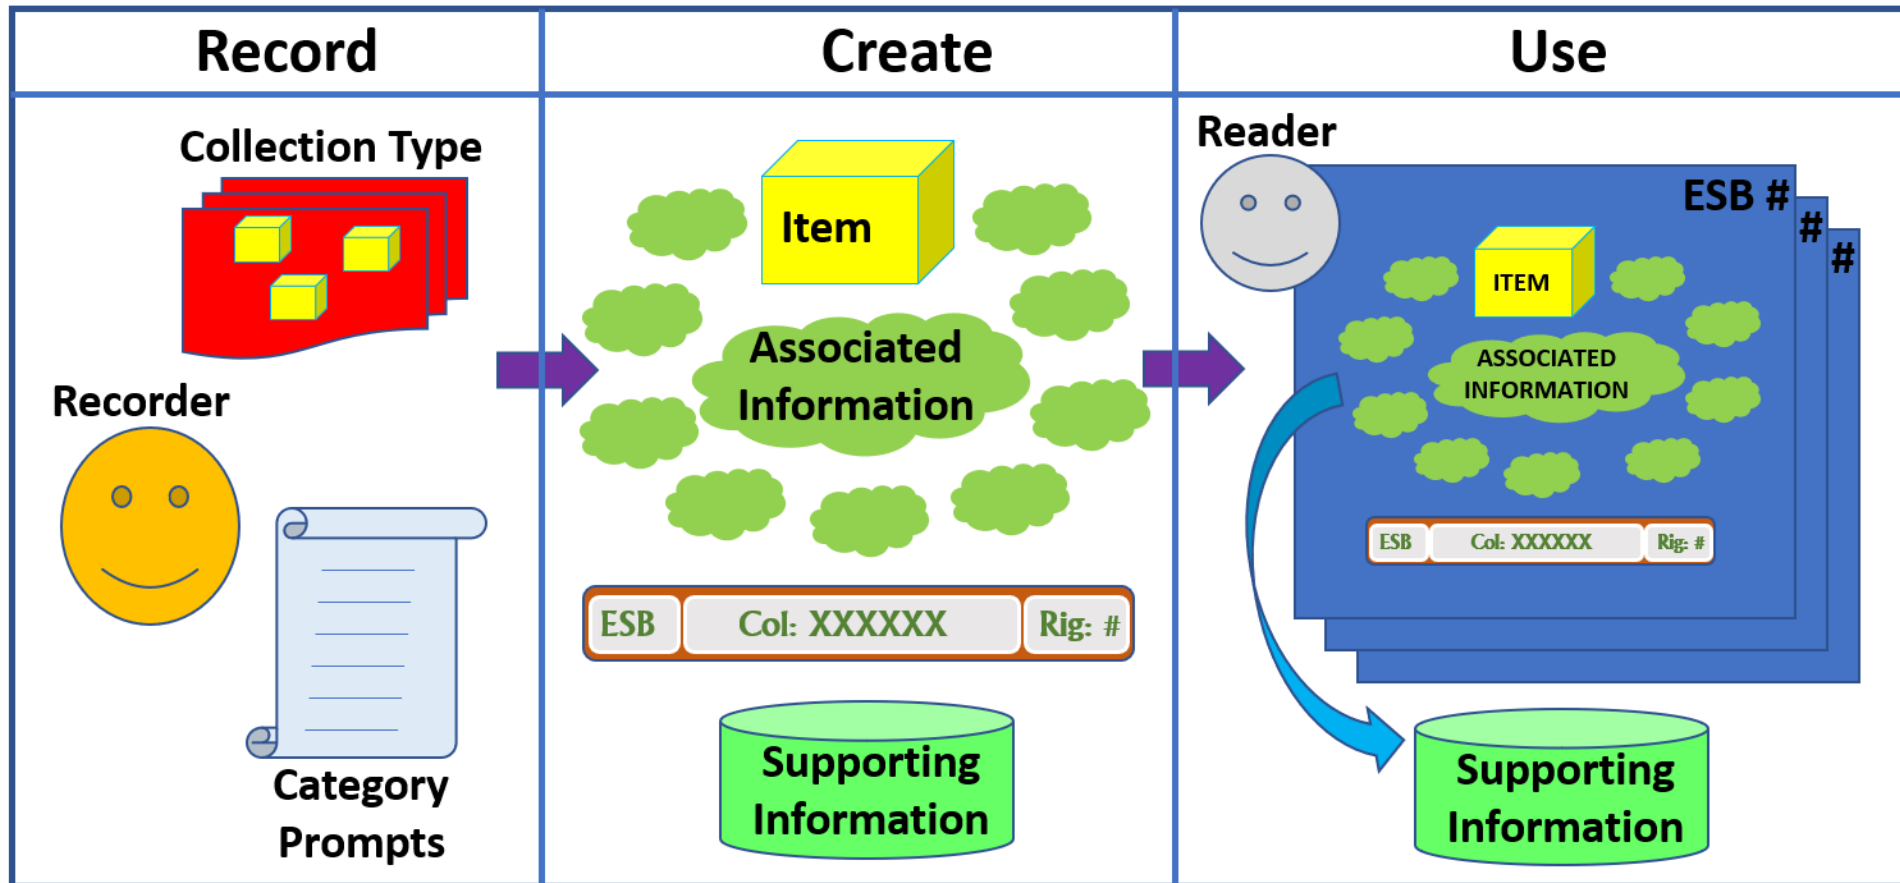 Record
Create
Use
Collection Type
Recorder
Category
Prompts
Item
Associated
Information
ESB
Col: XXXXXX
Rig: #
Supporting
Information
Reader
ESB #
#
#
ITEM
ASSOCIATED
INFORMATION
ESB
Col: XXXXXX
Rig: #
Supporting
Information